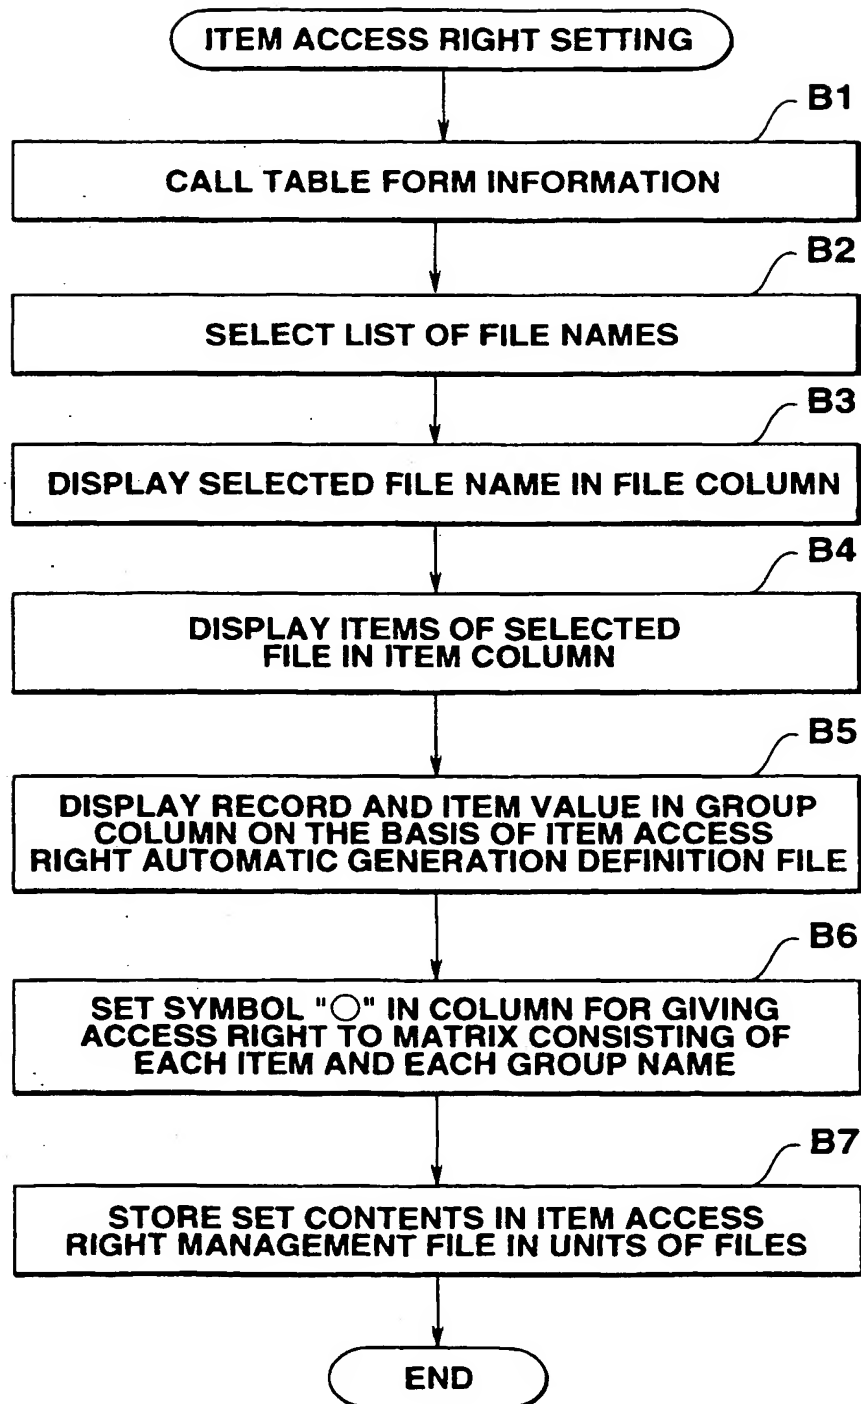 ITEM ACCESS RIGHT SETTING
B1
CALL TABLE FORM INFORMATION
B2
SELECT LIST OF FILE NAMES
B3
DISPLAY SELECTED FILE NAME IN FILE COLUMN
B4
DISPLAY ITEMS OF SELECTED
FILE IN ITEM COLUMN
B5
DISPLAY RECORD AND ITEM VALUE IN GROUP
COLUMN ON THE BASIS OF ITEM ACCESS
RIGHT AUTOMATIC GENERATION DEFINITION FILE
B6
SET SYMBOL "○" IN COLUMN FOR GIVING
ACCESS RIGHT TO MATRIX CONSISTING OF
EACH ITEM AND EACH GROUP NAME
B7
STORE SET CONTENTS IN ITEM ACCESS
RIGHT MANAGEMENT FILE IN UNITS OF FILES
END